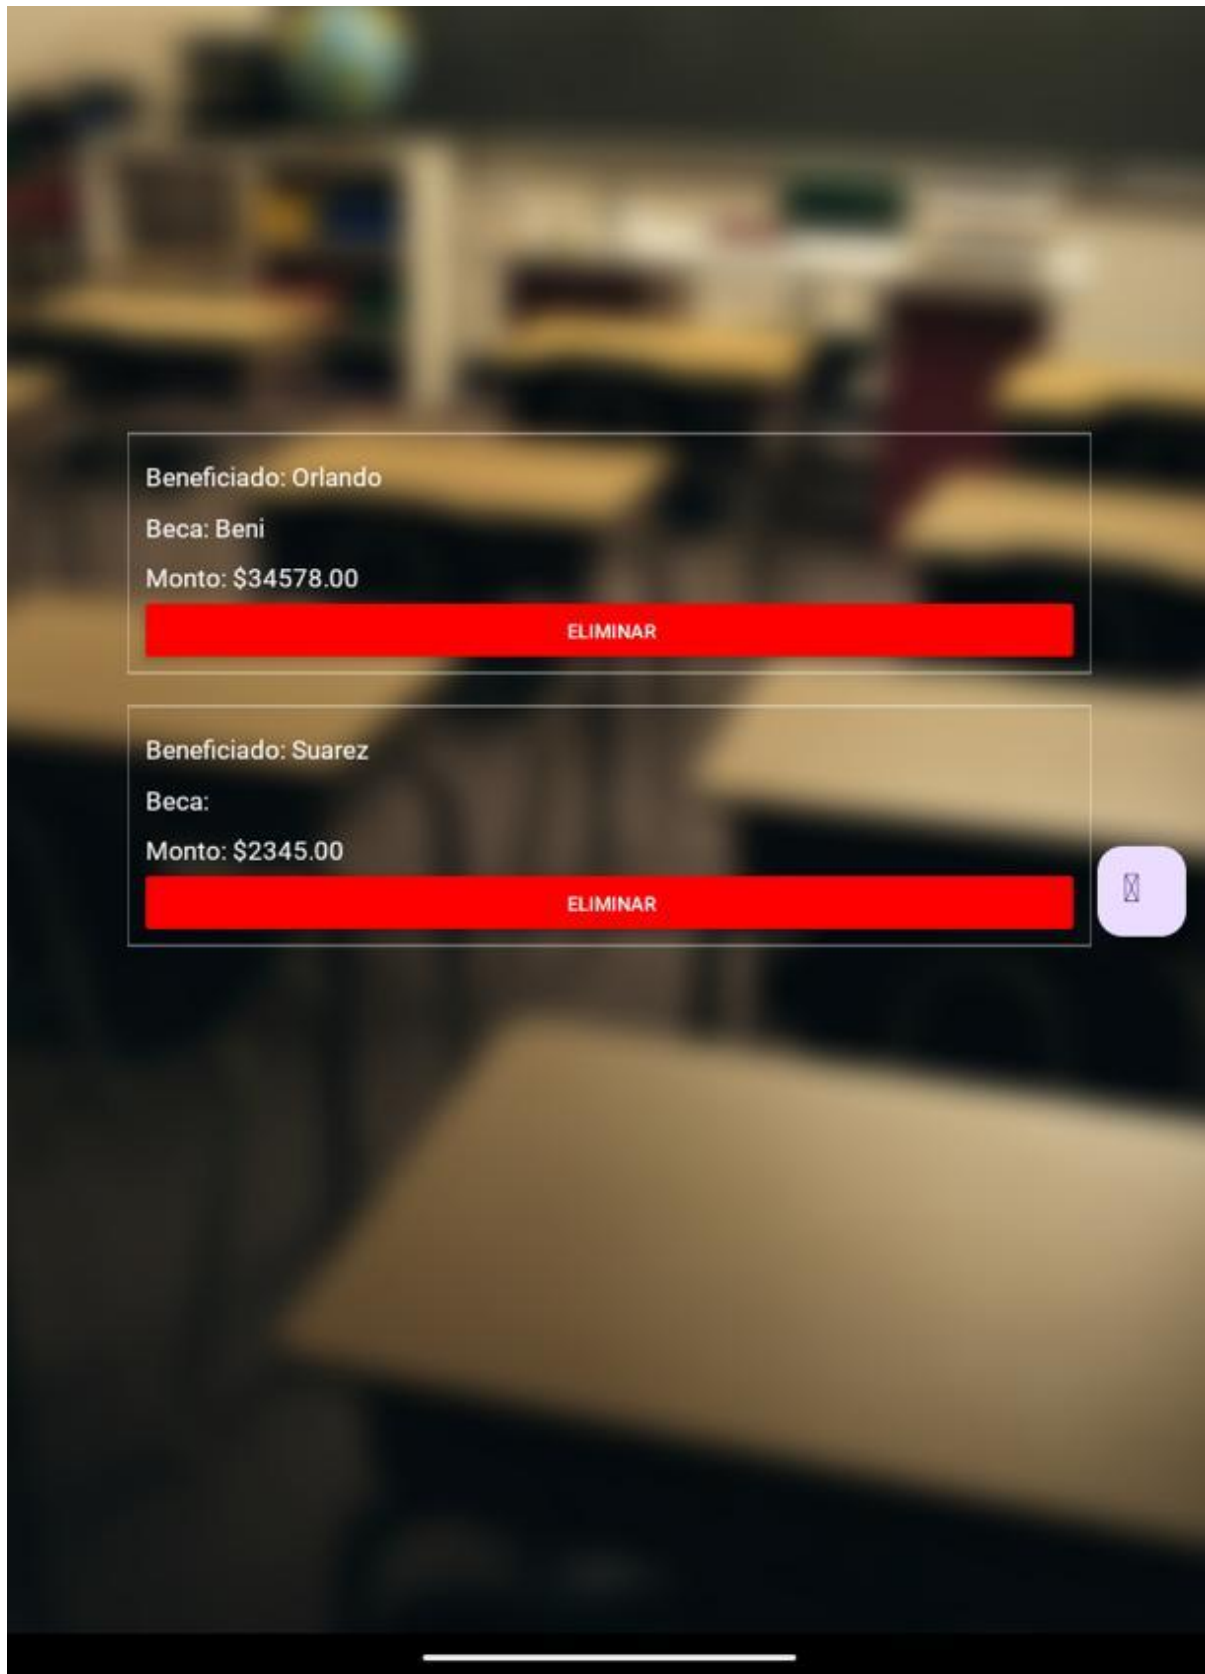 Beneficiado: Orlando
Beca: Beni
Monto: $34578.00
ELIMINAR
Beneficiado: Suarez
Beca:
Monto: $2345.00
ELIMINAR